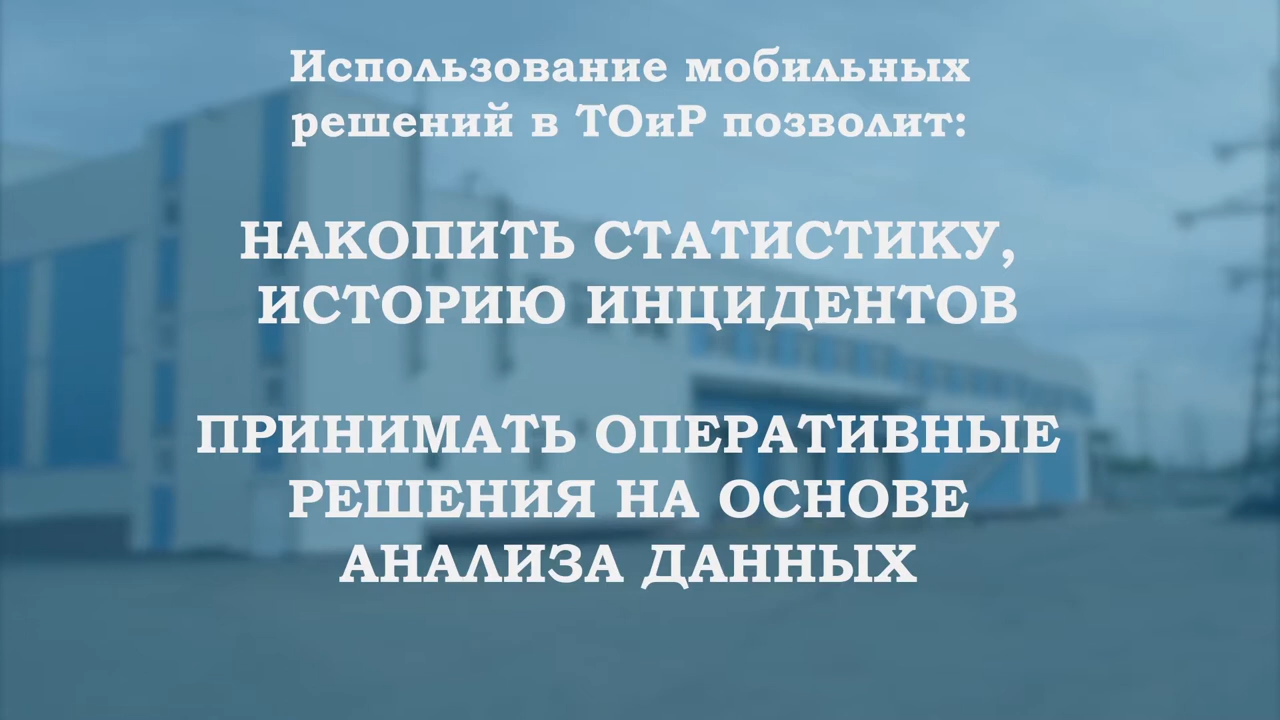 Использование мобильных
решений в ТОиР позволит:
НАКОПИТЬ СТАТИСТИКУ,
ИСТОРИЮ ИНЦИДЕНТОВ
ПРИНИМАТЬ ОПЕРАТИВНЫЕ
РЕШЕНИЯ НА ОСНОВЕ
АНАЛИЗА ДАННЫХ